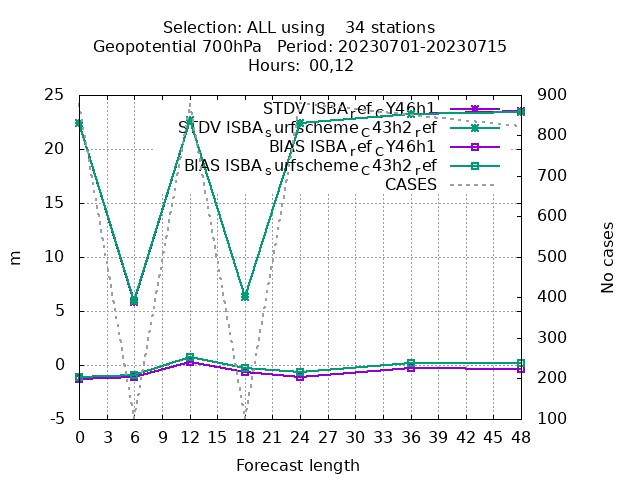 Selection: ALL using    34 stations
Geopotential 700hPa   Period: 20230701-20230715
Hours:  00,12
STDV ISBA_ref_CY46h1
STDV ISBA_surfscheme_C43h2_ref
BIAS ISBA_ref_CY46h1
BIAS ISBA_surfscheme_C43h2_ref
CASES
25
20
15
10
5
0
-5
m
900
800
700
600
500
400
300
200
100
No cases
0 3 6 9 12 15 18 21 24 27 30 33 36 39 42 45 48
Forecast length